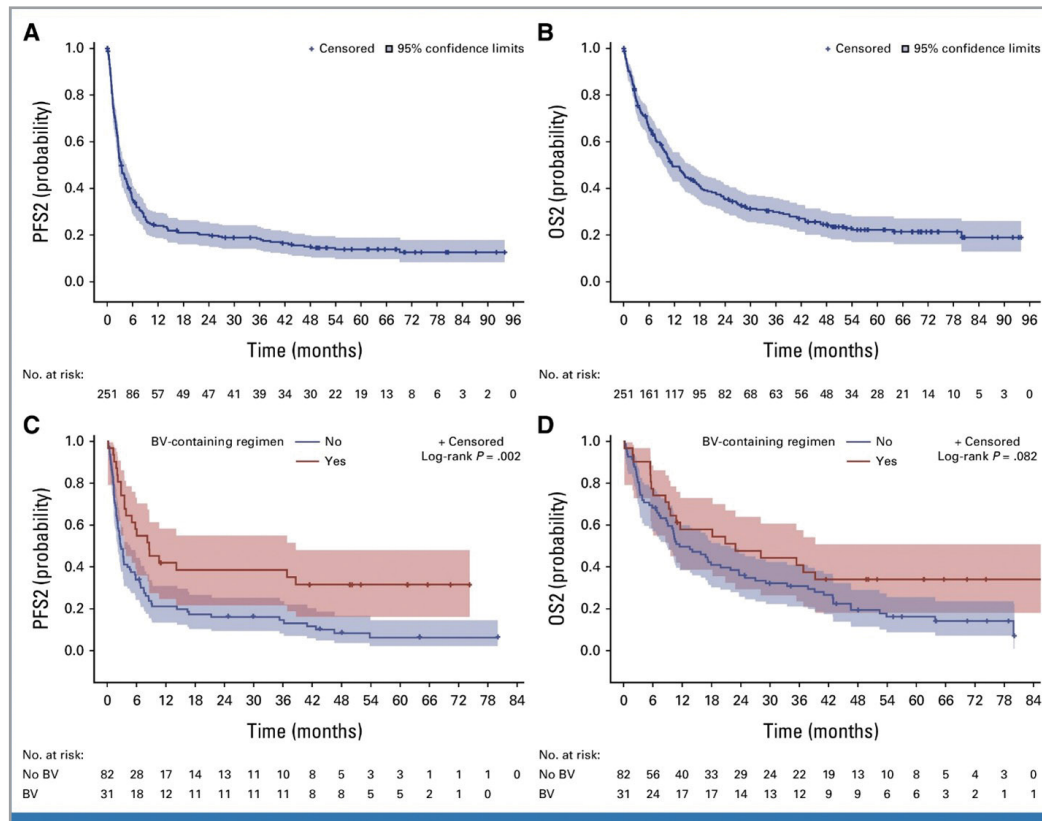 A
+ Censored 95% confidence limits
PFS2 (probability)
1.0
0.8
0.6
0.4
0.2
0.0
0 6 12 18 24 30 36 42 48 54 60 66 72 78 84 90 96
Time (months)
No. at risk:
251 86 57 49 47 41 39 34 30 22 19 13 8 6 3 2 0
B
+ Censored 95% confidence limits
OS2 (probability)
1.0
0.8
0.6
0.4
0.2
0.0
0 6 12 18 24 30 36 42 48 54 60 66 72 78 84 90 96
Time (months)
No. at risk:
251 161 117 95 82 68 63 56 48 34 28 21 14 10 5 3 0
C
BV-containing regimen No
Yes
+ Censored
Log-rank P = .002
PFS2 (probability)
1.0
0.8
0.6
0.4
0.2
0.0
0 6 12 18 24 30 36 42 48 54 60 66 72 78 84
Time (months)
No. at risk:
No BV 82 28 17 14 13 11 10 8 5 3 3 1 1 1 0
BV 31 18 12 11 11 11 11 8 8 5 5 2 1 0
D
BV-containing regimen No
Yes
+ Censored
Log-rank P = .082
OS2 (probability)
1.0
0.8
0.6
0.4
0.2
0.0
0 6 12 18 24 30 36 42 48 54 60 66 72 78 84
Time (months)
No. at risk:
No BV 82 56 40 33 29 24 22 19 13 10 8 5 4 3 0
BV 31 24 17 17 14 13 12 9 9 6 6 3 2 1 1